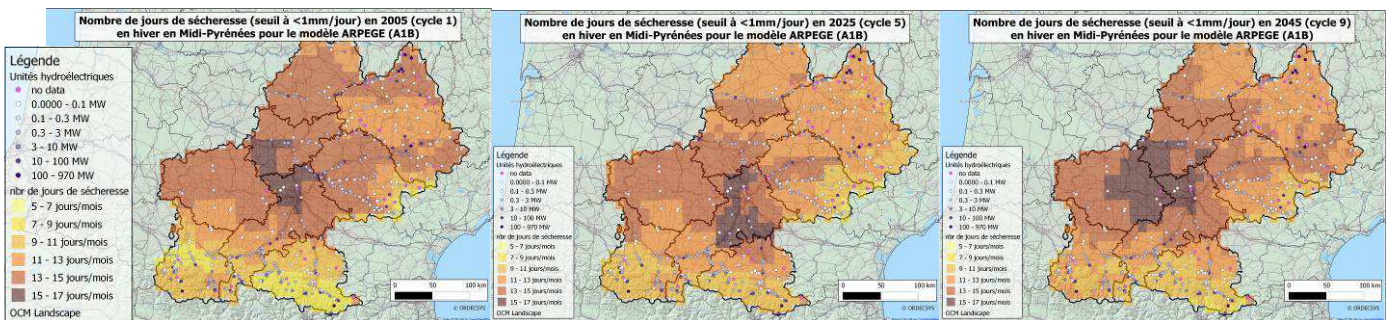 Nombre de jours de sécheresse (seuil à <1mm/jour) en 2005 (cycle 1)
en hiver en Midi-Pyrénées pour le modèle ARPEGE (A1B)
Légende
Unités hydroélectriques
no data
0.0000 - 0.1 MW
0.1 - 0.3 MW
0.3 - 3 MW
3 - 10 MW
10 - 100 MW
100 - 970 MW
nbr de jours de sécheresse
5 - 7 jours/mois
7 - 9 jours/mois
9 - 11 jours/mois
11 - 13 jours/mois
13 - 15 jours/mois
15 - 17 jours/mois
OCM Landscape
0 50 100 km
© ORDECSYS
Nombre de jours de sécheresse (seuil à <1mm/jour) en 2025 (cycle 5)
en hiver en Midi-Pyrénées pour le modèle ARPEGE (A1B)
Légende
Unités hydroélectriques
no data
0.0000 - 0.1 MW
0.1 - 0.3 MW
0.3 - 3 MW
3 - 10 MW
10 - 100 MW
100 - 970 MW
nbr de jours de sécheresse
5 - 7 jours/mois
7 - 9 jours/mois
9 - 11 jours/mois
11 - 13 jours/mois
13 - 15 jours/mois
15 - 17 jours/mois
OCM Landscape
0 50 100 km
© ORDECSYS
Nombre de jours de sécheresse (seuil à <1mm/jour) en 2045 (cycle 9)
en hiver en Midi-Pyrénées pour le modèle ARPEGE (A1B)
Légende
Unités hydroélectriques
no data
0.0000 - 0.1 MW
0.1 - 0.3 MW
0.3 - 3 MW
3 - 10 MW
10 - 100 MW
100 - 970 MW
nbr de jours de sécheresse
5 - 7 jours/mois
7 - 9 jours/mois
9 - 11 jours/mois
11 - 13 jours/mois
13 - 15 jours/mois
15 - 17 jours/mois
OCM Landscape
0 50 100 km
© ORDECSYS